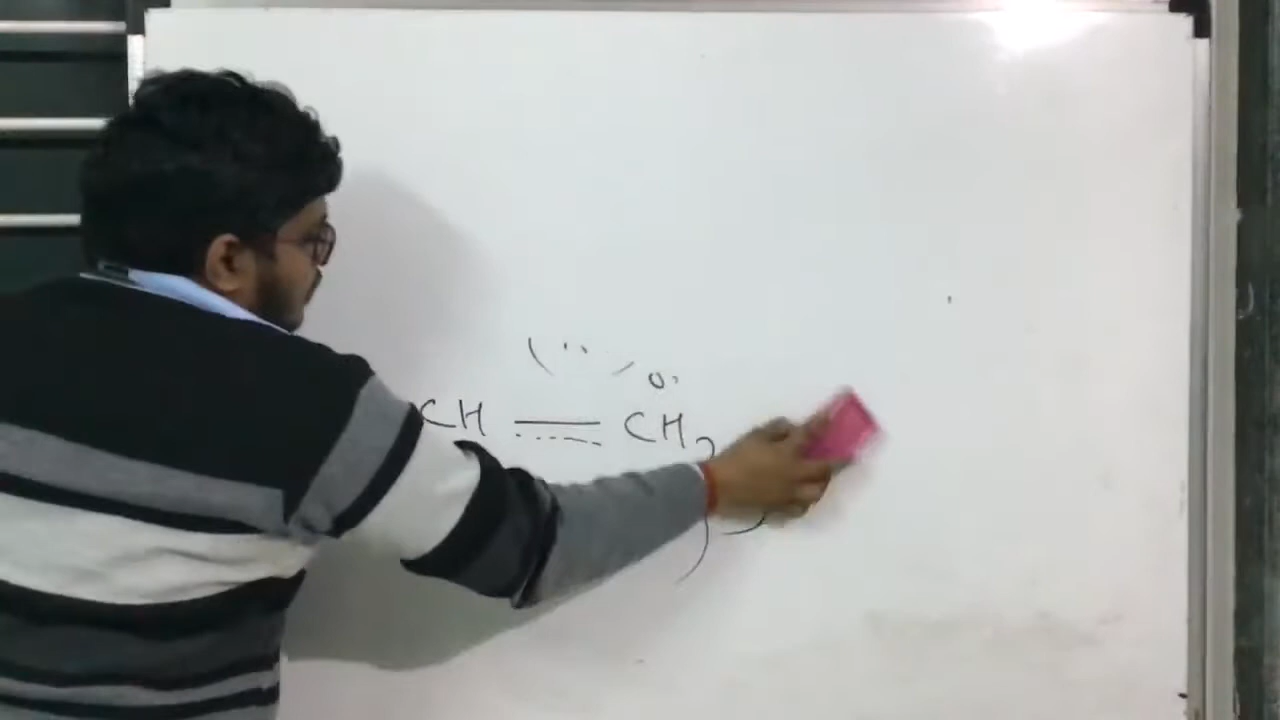 CH = CH₂